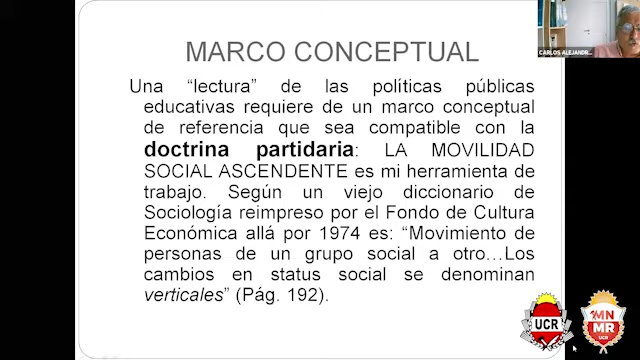 CARLOS ALEJANDR...
MARCO CONCEPTUAL
Una “lectura” de las políticas públicas
educativas requiere de un marco conceptual
de referencia que sea compatible con la
doctrina partidaria: LA MOVILIDAD
SOCIAL ASCENDENTE es mi herramienta de
trabajo. Según un viejo diccionario de
Sociología reimpreso por el Fondo de Cultura
Económica allá por 1974 es: “Movimiento de
personas de un grupo social a otro…Los
cambios en status social se denominan
verticales” (Pág. 192).
UCR
MN
MR
UCR